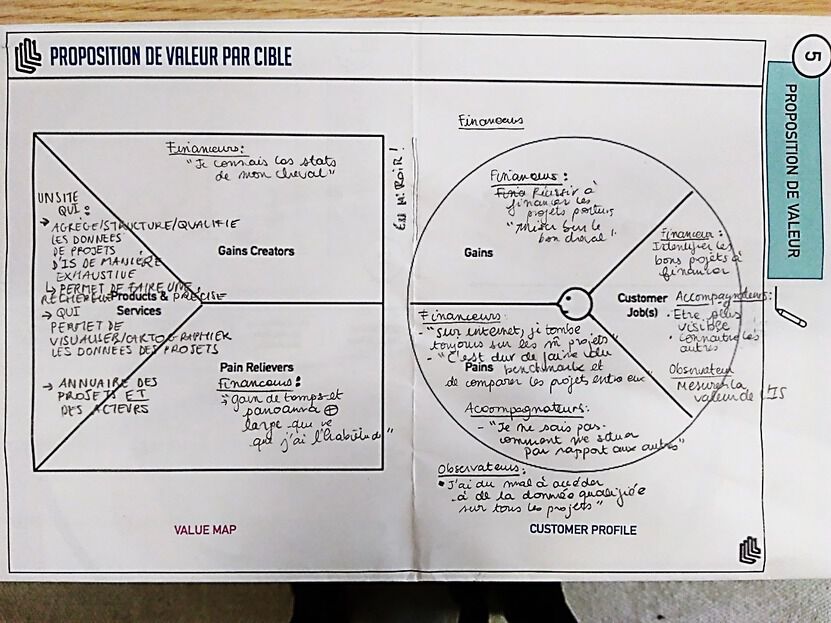 PROPOSITION DE VALEUR PAR CIBLE
5
PROPOSITION DE VALEUR
Financeurs:
"Je connais les stats
de mon cheval"
UN SITE
QUI :
→ AGRÈGE/STRUCTURE/QUALIFIE
LES DONNEES
DE PROJETS
D'IS DE MANIÈRE
EXHAUSTIVE
↳ PERMET DE FAIRE UNE
RECHERCHE PRÉCISE
→ QUI
PERMET DE
VISUALISER/CARTOGRAPHIER
LES DONNÉES DES PROJETS
→ ANNUAIRE DES
PROJETS ET
DES ACTEURS
Products &
Services
Gains Creators
Pain Relievers
Financeurs:
→ gain de temps et
panorama ⊕
large que ce
que j'ai l'habitude"
VALUE MAP
EN MIROIR !
Financeurs
Financeurs :
Réussir à
financer les
projets porteurs
"miser sur le
bon cheval"
Gains
Financeur :
Identifier les
bons projets à
financer
Customer
Job(s)
Accompagnateurs:
• Etre plus
visible
• connaitre les
autres
Observateur
Mesurer la
valeur de l'IS
Financeurs:
- "Sur internet, je tombe
toujours sur les m̂ projets"
- "C'est dur de faire du
benchmark et
de comparer les projets entre eux"
Pains
Accompagnateurs:
- "Je ne sais pas
comment me situer
par rapport aux autres"
Observateurs:
• "J'ai du mal à accéder
à de la donnée qualifiée
sur tous les projets"
CUSTOMER PROFILE